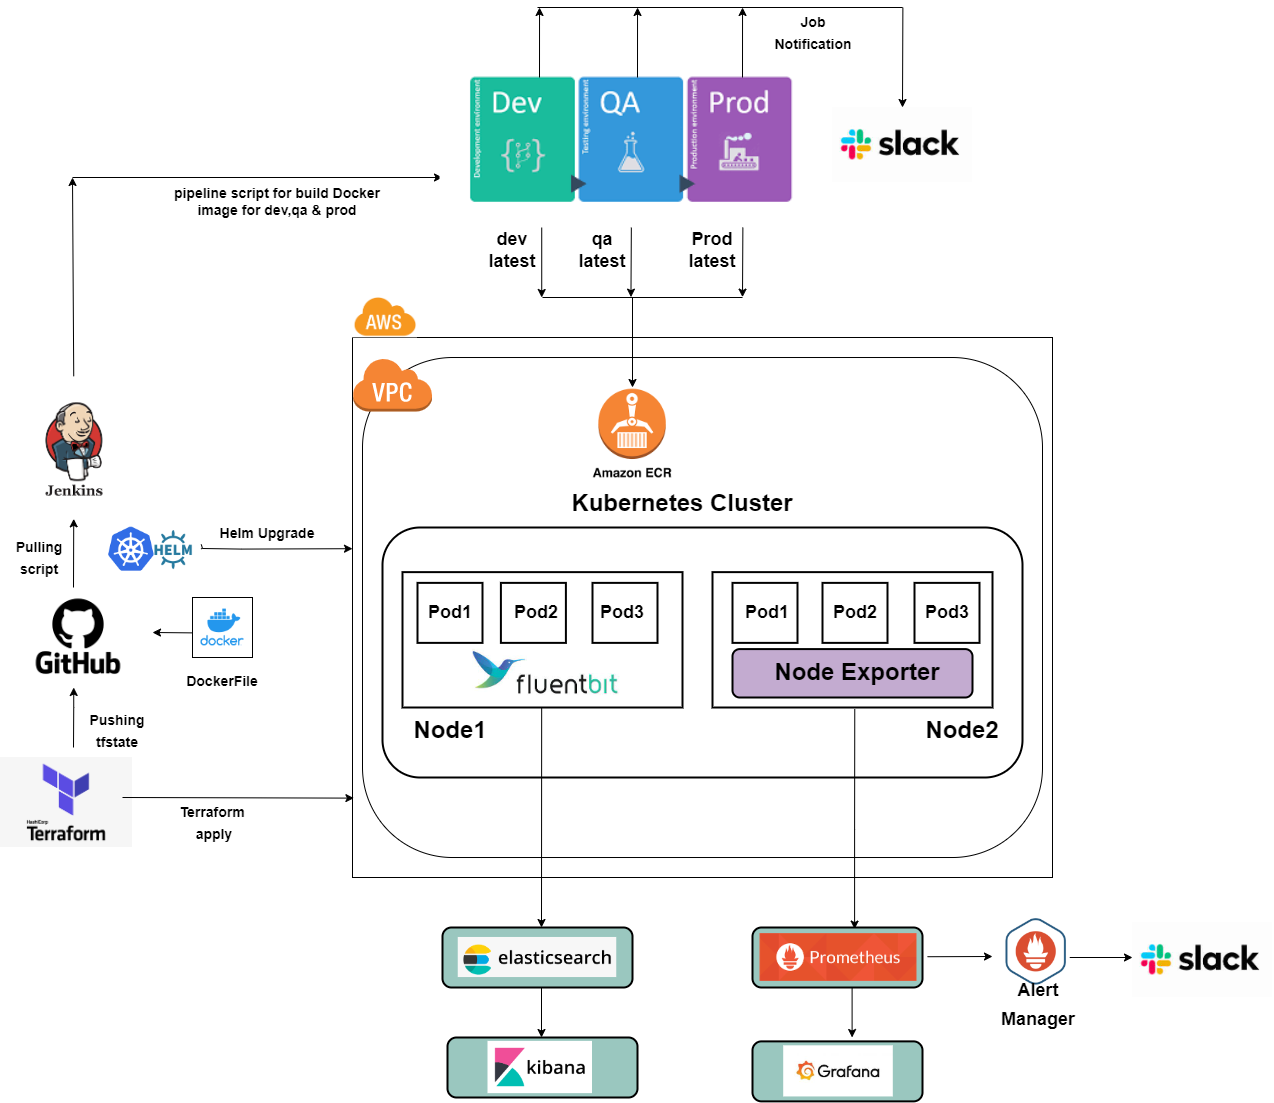 Job
Notification
Development environment
Dev
Testing environment
QA
Production environment
Prod
slack
pipeline script for build Docker
image for dev,qa & prod
dev
latest
qa
latest
Prod
latest
AWS
VPC
Amazon ECR
Kubernetes Cluster
Jenkins
Pulling
script
HELM
Helm Upgrade
GitHub
docker
DockerFile
Pushing
tfstate
HashiCorp
Terraform
Terraform
apply
Pod1
Pod2
Pod3
fluentbit
Node1
Pod1
Pod2
Pod3
Node Exporter
Node2
elasticsearch
kibana
Prometheus
Grafana
Alert
Manager
slack